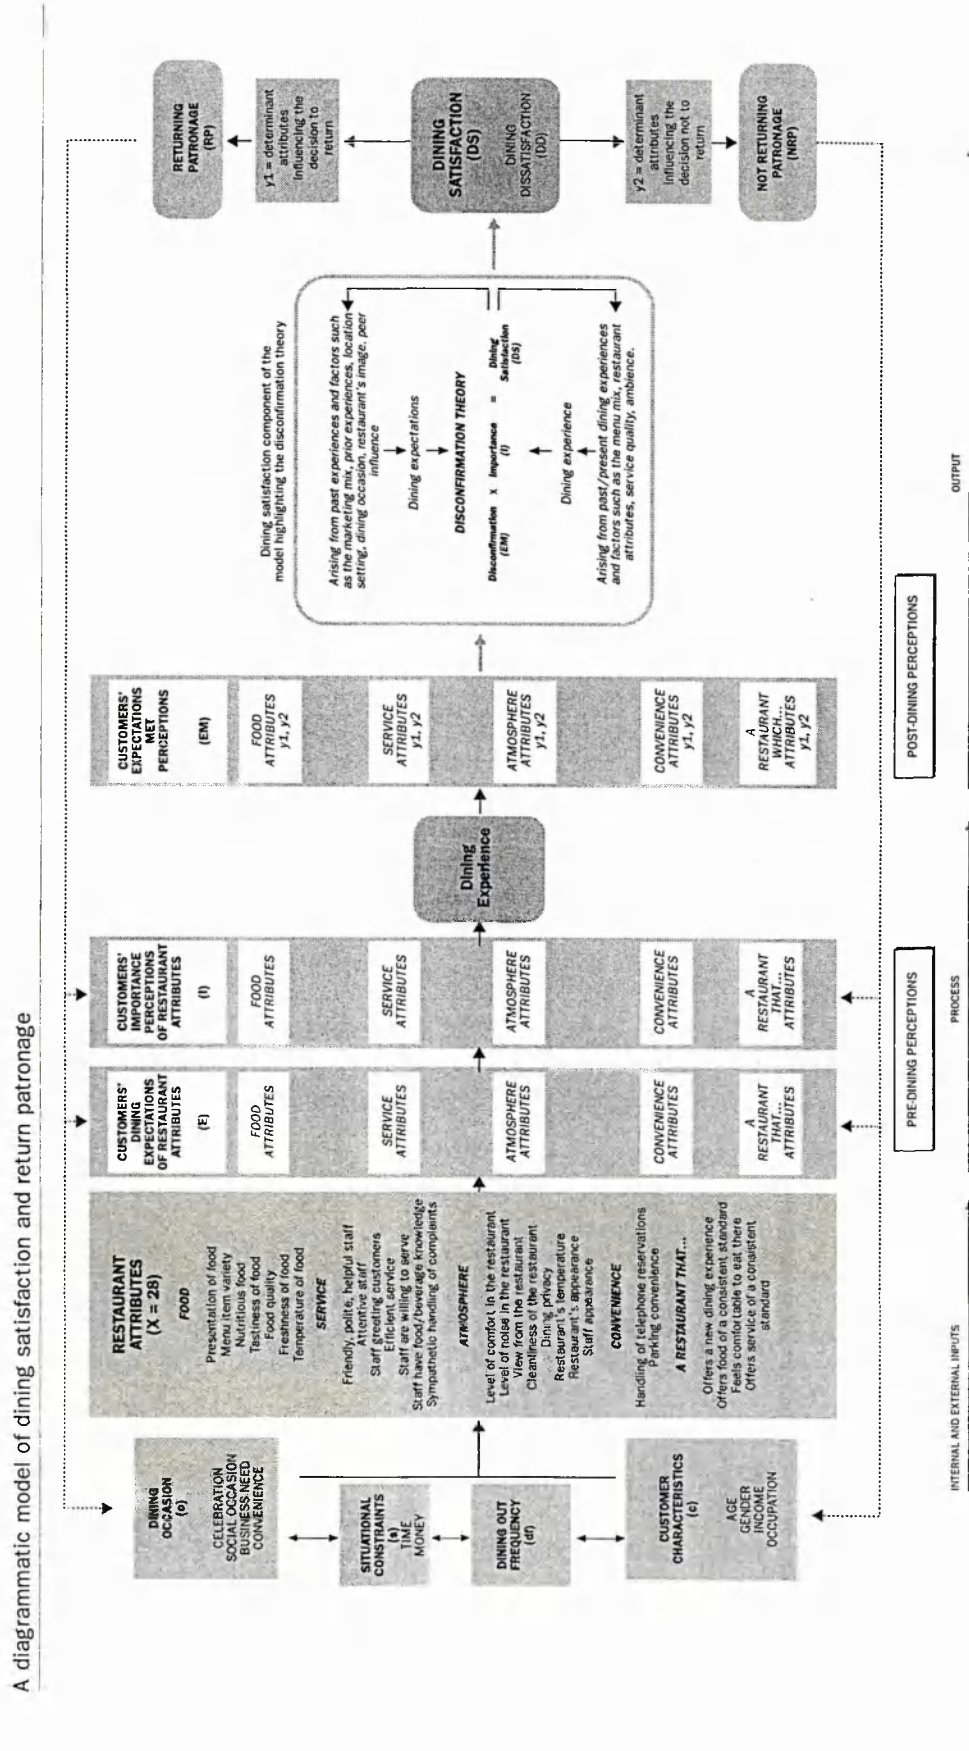 A diagrammatic model of dining satisfaction and return patronage
DINING
OCCASION
(o)
CELEBRATION
SOCIAL OCCASION
BUSINESS-NEED
CONVENIENCE
SITUATIONAL
CONSTRAINTS
(s)
TIME
MONEY
DINING OUT
FREQUENCY
(df)
CUSTOMER
CHARACTERISTICS
(c)
AGE
GENDER
INCOME
OCCUPATION
RESTAURANT
ATTRIBUTES
(X = 28)
FOOD
Presentation of food
Menu item variety
Nutritious food
Tastiness of food
Food quality
Freshness of food
Temperature of food
SERVICE
Friendly, polite, helpful staff
Attentive staff
Staff greeting customers
Efficient service
Staff are willing to serve
Staff have food/beverage knowledge
Sympathetic handling of complaints
ATMOSPHERE
Level of comfort in the restaurant
Level of noise in the restaurant
View from the restaurant
Cleanliness of the restaurant
Dining privacy
Restaurant's temperature
Restaurant's appearance
Staff appearance
CONVENIENCE
Handling of telephone reservations
Parking convenience
A RESTAURANT THAT...
Offers a new dining experience
Offers food of a consistent standard
Feels comfortable to eat there
Offers service of a consistent
standard
CUSTOMERS'
DINING
EXPECTATIONS
OF RESTAURANT
ATTRIBUTES
(E)
FOOD
ATTRIBUTES
SERVICE
ATTRIBUTES
ATMOSPHERE
ATTRIBUTES
CONVENIENCE
ATTRIBUTES
A
RESTAURANT
THAT...
ATTRIBUTES
CUSTOMERS'
IMPORTANCE
PERCEPTIONS
OF RESTAURANT
ATTRIBUTES
(I)
FOOD
ATTRIBUTES
SERVICE
ATTRIBUTES
ATMOSPHERE
ATTRIBUTES
CONVENIENCE
ATTRIBUTES
A
RESTAURANT
THAT...
ATTRIBUTES
Dining
Experience
CUSTOMERS'
EXPECTATIONS
MET
PERCEPTIONS
(EM)
FOOD
ATTRIBUTES
y1, y2
SERVICE
ATTRIBUTES
y1, y2
ATMOSPHERE
ATTRIBUTES
y1, y2
CONVENIENCE
ATTRIBUTES
y1, y2
A
RESTAURANT
WHICH...
ATTRIBUTES
y1, y2
Dining satisfaction component of the
model highlighting the disconfirmation theory
Arising from past experiences and factors such
as the marketing mix, prior experiences, location
setting, dining occasion, restaurant's image, peer
influence
Dining expectations
DISCONFIRMATION THEORY
Disconfirmation x Importance = Dining
(EM) (I) Satisfaction
(DS)
Dining experience
Arising from past/present dining experiences
and factors such as the menu mix, restaurant
attributes, service quality, ambience.
RETURNING
PATRONAGE
(RP)
y1 = determinant
attributes
influencing the
decision to
return
DINING
SATISFACTION
(DS)
DINING
DISSATISFACTION
(DD)
y2 = determinant
attributes
influencing the
decision not to
return
NOT RETURNING
PATRONAGE
(NRP)
PRE-DINING PERCEPTIONS
POST-DINING PERCEPTIONS
INTERNAL AND EXTERNAL INPUTS
PROCESS
OUTPUT